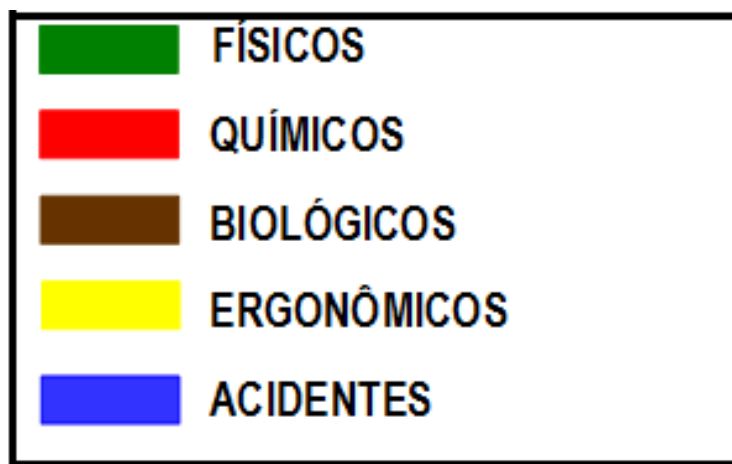 FÍSICOS
QUÍMICOS
BIOLÓGICOS
ERGONÔMICOS
ACIDENTES